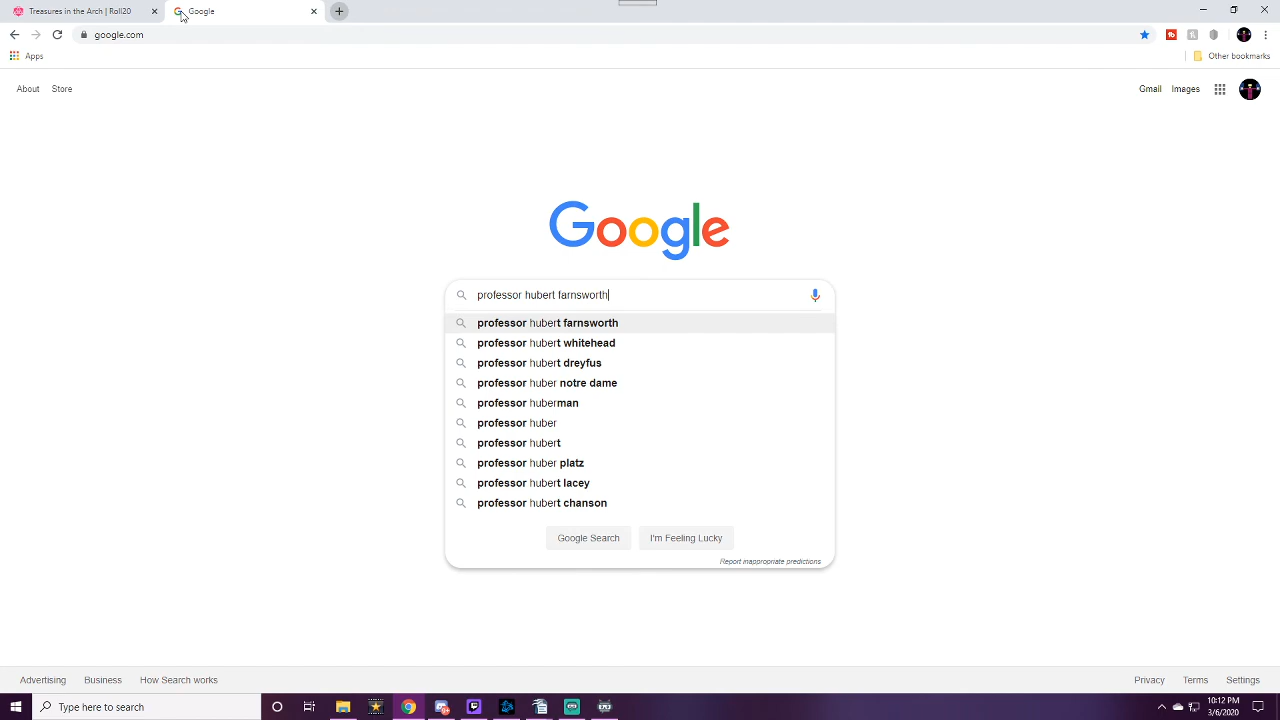 Treasures in the Arch | Roll20
Google
google.com
Apps
Other bookmarks
About Store
Gmail Images
Google
professor hubert farnsworth
professor hubert farnsworth
professor hubert whitehead
professor hubert dreyfus
professor huber notre dame
professor huberman
professor huber
professor hubert
professor huber platz
professor hubert lacey
professor hubert chanson
Google Search I'm Feeling Lucky
Report inappropriate predictions
Advertising Business How Search works
Privacy Terms Settings
Type here to search
10:12 PM
3/6/2020